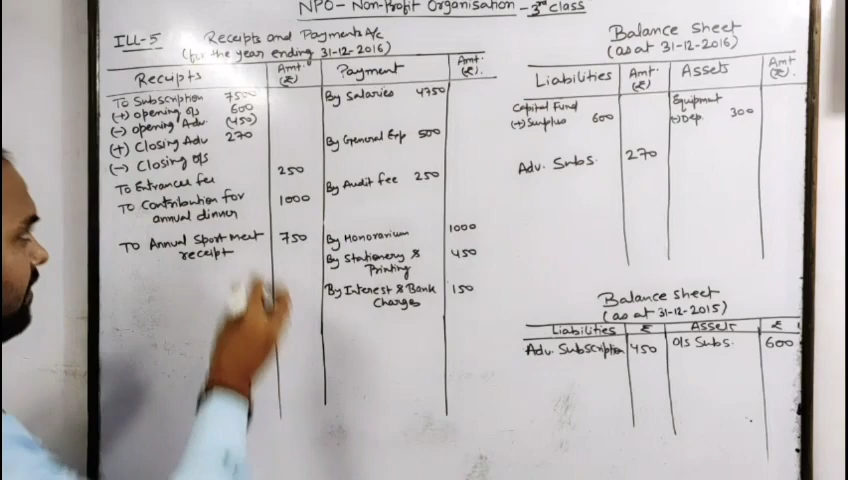 NPO - Non-Profit Organisation - 3rd Class
ILL-5 Receipts and Payments A/c
(for the year ending 31-12-2016)
Receipts Amt. (₹) Payment Amt. (₹)
To Subscription 7500
(+) opening o/s 600
(-) opening Adv. (450)
(+) Closing Adv 270
(-) Closing o/s
To Entrance fee 250
To Contribution for 1000
annual dinner
To Annual Sport meet 750
receipt
By Salaries 4750
By General Exp 500
By Audit fee 250
By Honorarium 1000
By Stationery & 450
Printing
By Interest & Bank 150
Charges
Balance Sheet
(as at 31-12-2016)
Liabilities Amt. (₹) Assets Amt (₹)
Capital Fund
(+) Surplus 600
Adv. Subs. 270
Equipment
(-) Dep. 300
Balance Sheet
(as at 31-12-2015)
Liabilities ₹ Assets ₹
Adv. Subscription 450 O/s Subs. 600